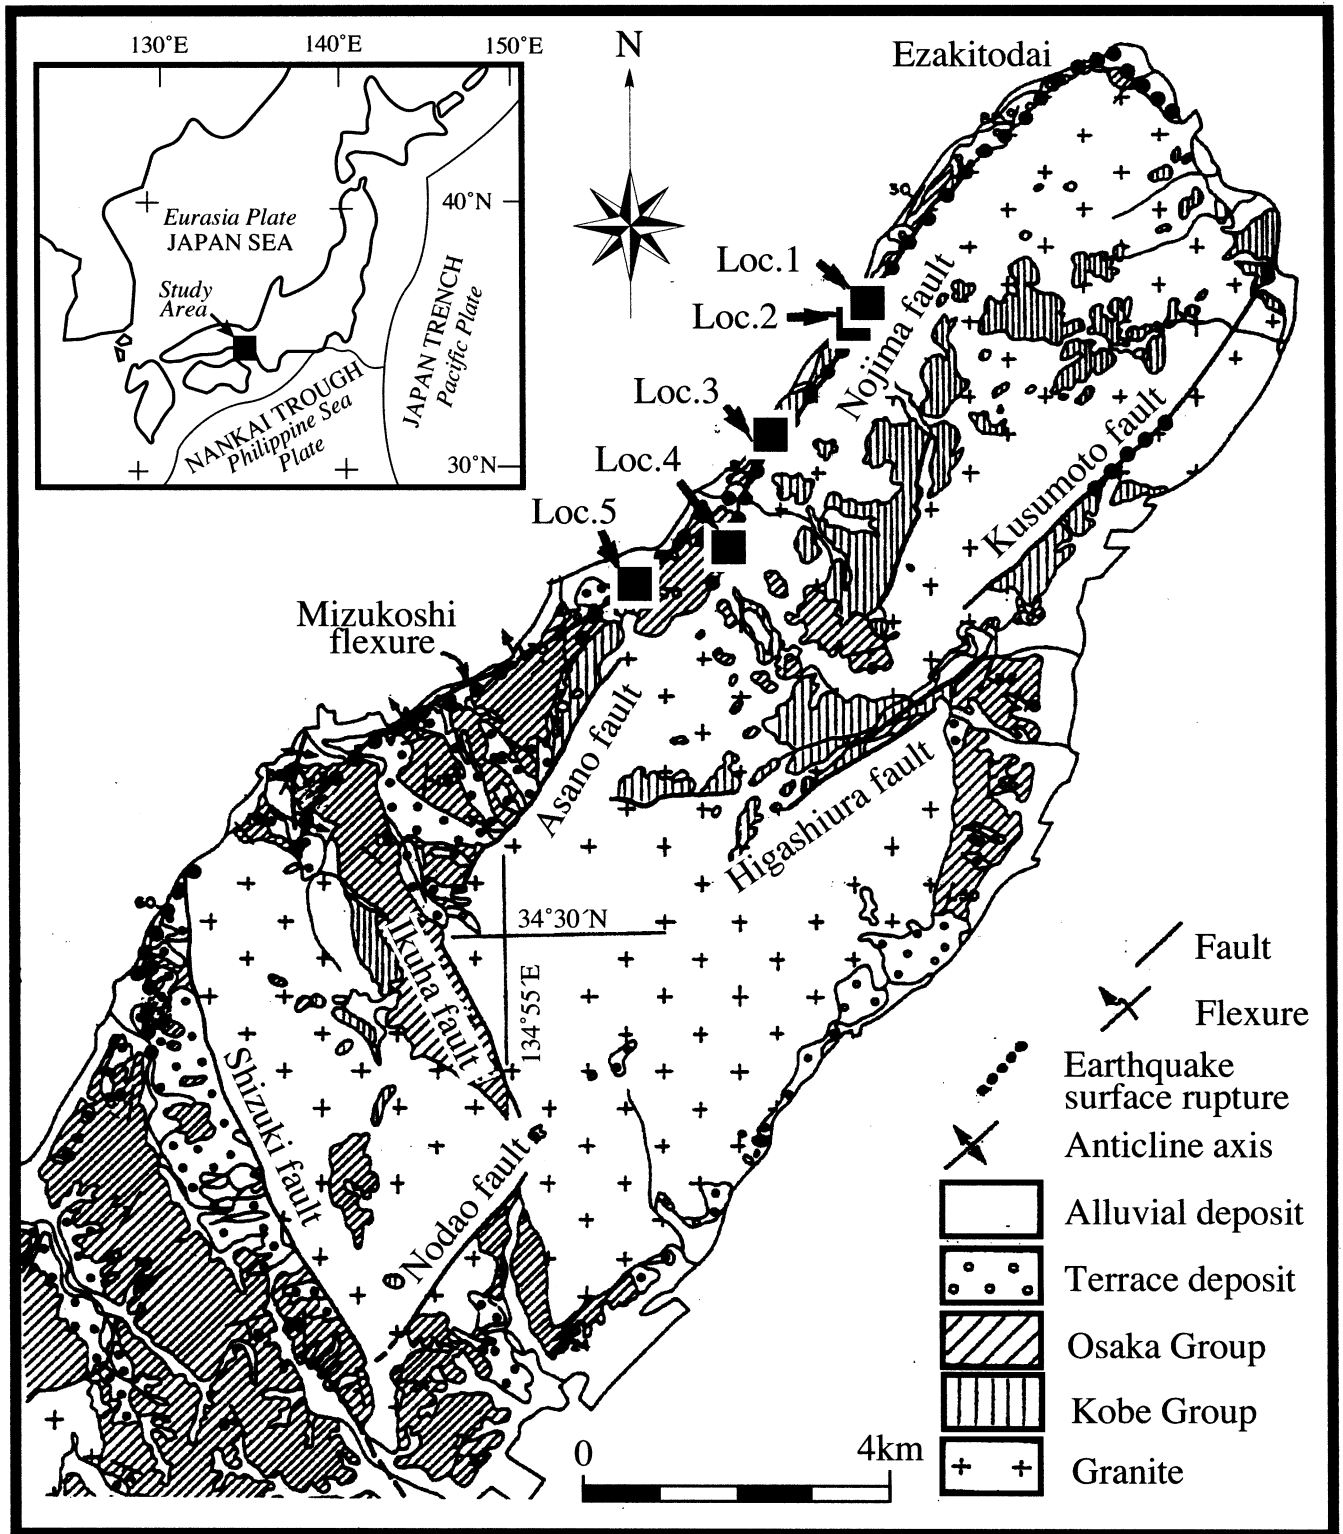 130°E
140°E
150°E
40°N
30°N
Eurasia Plate
JAPAN SEA
Study
Area
JAPAN TRENCH
Pacific Plate
NANKAI TROUGH
Philippine Sea
Plate
N
Ezakitodai
30
Loc.1
Loc.2
Loc.3
Loc.4
Loc.5
Nojima fault
Kusumoto fault
Mizukoshi
flexure
Asano fault
Higashiura fault
60
34°30´N
134°55´E
Ikuha fault
Shizuki fault
Nodao fault
Fault
Flexure
Earthquake
surface rupture
Anticline axis
Alluvial deposit
Terrace deposit
Osaka Group
Kobe Group
Granite
0
4km